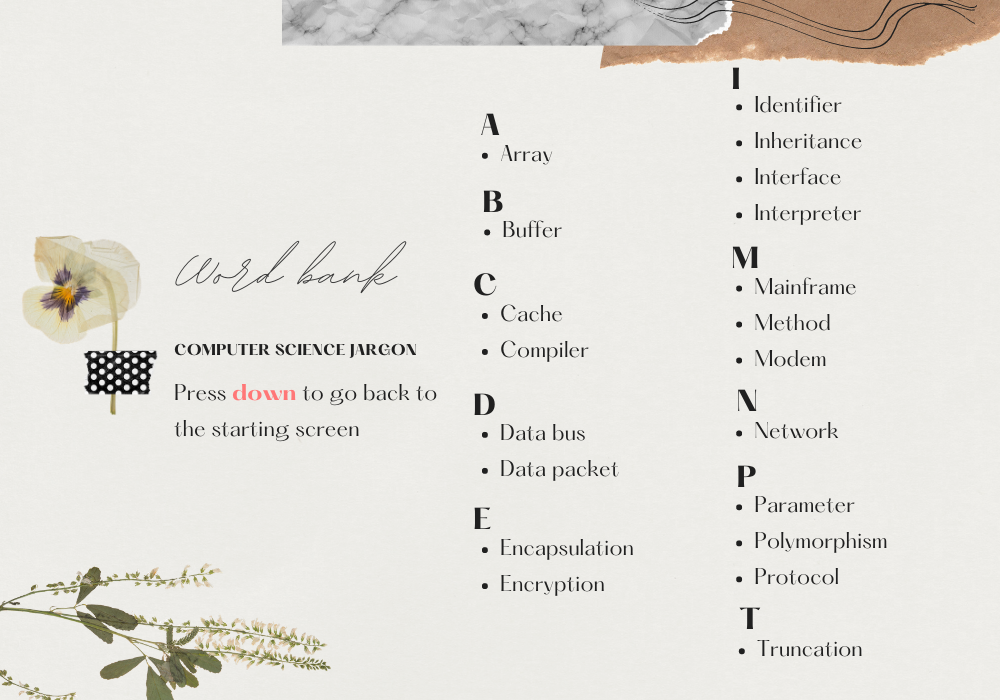 Word bank
COMPUTER SCIENCE JARGON
Press down to go back to
the starting screen
A
• Array
B
• Buffer
C
• Cache
• Compiler
D
• Data bus
• Data packet
E
• Encapsulation
• Encryption
I
• Identifier
• Inheritance
• Interface
• Interpreter
M
• Mainframe
• Method
• Modem
N
• Network
P
• Parameter
• Polymorphism
• Protocol
T
• Truncation